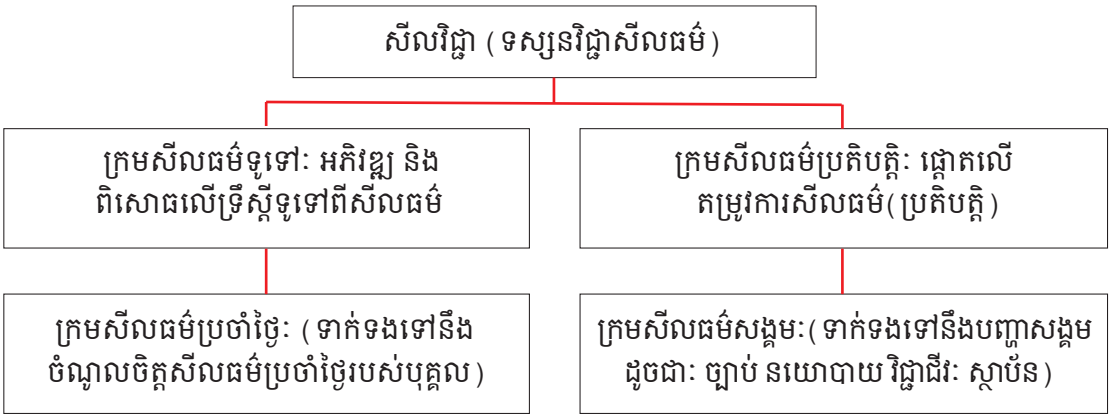 សីលវិជ្ជា (ទស្សនវិជ្ជាសីលធម៌)
ក្រមសីលធម៌ទូទៅៈ អភិវឌ្ឍ និង
ពិសោធលើទ្រឹស្តីទូទៅពីសីលធម៌
ក្រមសីលធម៌ប្រតិបត្តិៈ ផ្តោតលើ
តម្រូវការសីលធម៌(ប្រតិបត្តិ)
ក្រមសីលធម៌ប្រចាំថ្ងៃៈ (ទាក់ទងទៅនឹង
ចំណូលចិត្តសីលធម៌ប្រចាំថ្ងៃរបស់បុគ្គល)
ក្រមសីលធម៌សង្គមៈ(ទាក់ទងទៅនឹងបញ្ហាសង្គម
ដូចជាៈ ច្បាប់ នយោបាយ វិជ្ជាជីវៈ ស្ថាប័ន)